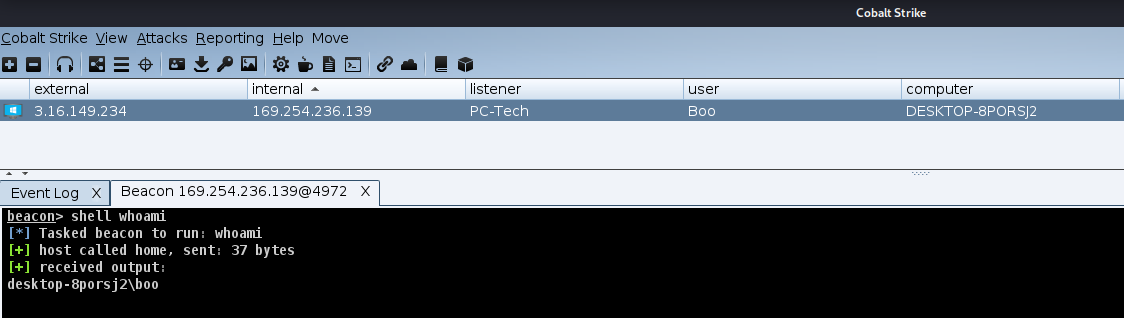 Cobalt Strike
Cobalt Strike View Attacks Reporting Help Move
external internal listener user computer
3.16.149.234 169.254.236.139 PC-Tech Boo DESKTOP-8PORSJ2
Event Log X Beacon 169.254.236.139@4972 X
beacon> shell whoami
[*] Tasked beacon to run: whoami
[+] host called home, sent: 37 bytes
[+] received output:
desktop-8porsj2\boo